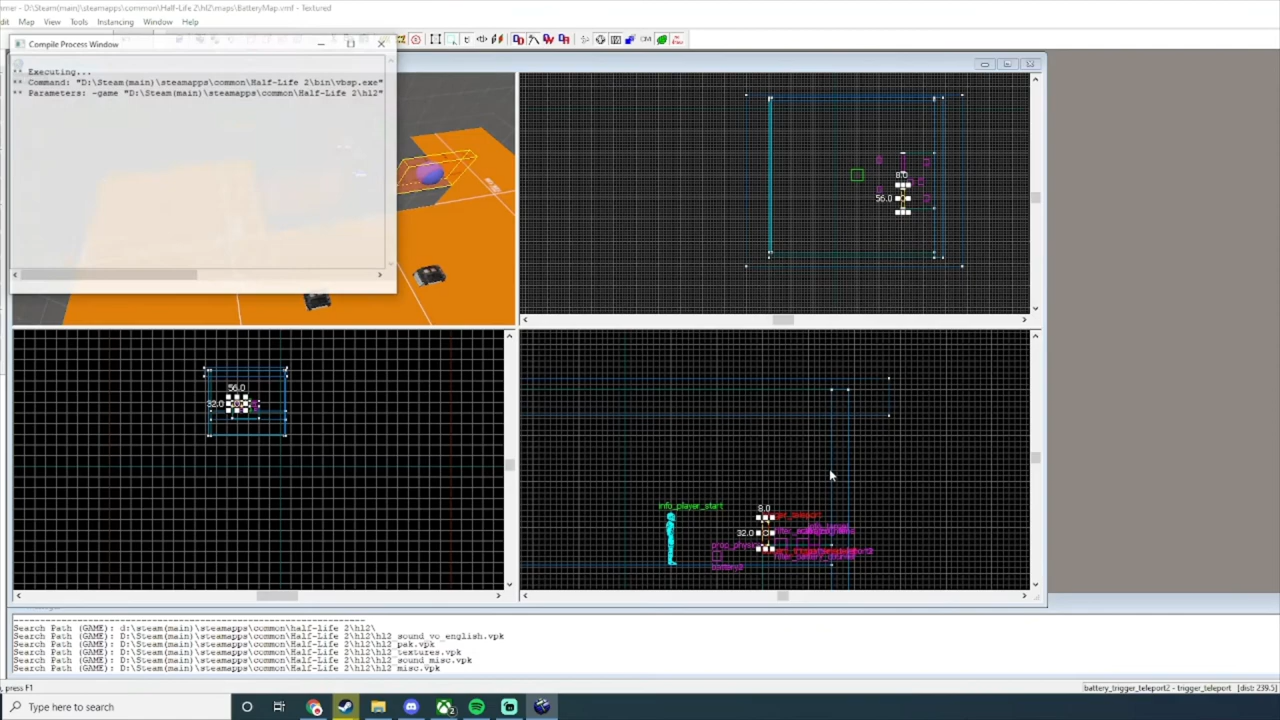 mmer - D:\Steam(main)\steamapps\common\Half-Life 2\hl2\maps\BatteryMap.vmf - Textured
dit Map View Tools Instancing Window Help
Compile Process Window
** Executing...
** Command: "D:\Steam(main)\steamapps\common\Half-Life 2\bin\vbsp.exe"
** Parameters: -game "D:\Steam(main)\steamapps\common\Half-Life 2\hl2"
8.0
56.0
56.0
32.0
info_player_start
8.0
32.0
prop_physi
battery2
Search Path (GAME): d:\steam(main)\steamapps\common\Half-Life 2\hl2\
Search Path (GAME): D:\Steam(main)\steamapps\common\Half-Life 2\hl2\hl2_sound_vo_english.vpk
Search Path (GAME): D:\Steam(main)\steamapps\common\Half-Life 2\hl2\hl2_pak.vpk
Search Path (GAME): D:\Steam(main)\steamapps\common\Half-Life 2\hl2\hl2_textures.vpk
Search Path (GAME): D:\Steam(main)\steamapps\common\Half-Life 2\hl2\hl2_sound_misc.vpk
Search Path (GAME): D:\Steam(main)\steamapps\common\Half-Life 2\hl2\hl2_misc.vpk
, press F1
battery_trigger_teleport2 - trigger_teleport [dist: 239.5]
Type here to search